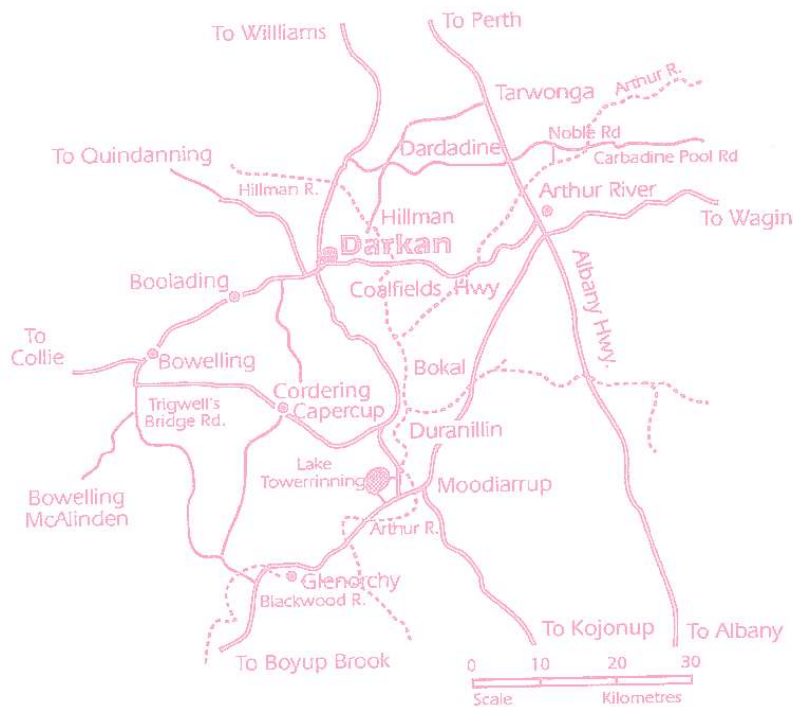 To Perth
To Willliams
Arthur R.
Tarwonga
Noble Rd
To Quindanning
Dardadine
Carbadine Pool Rd
Hillman R.
Arthur River
Hillman
To Wagin
Darkan
Boolading
Coalfields Hwy
Albany Hwy.
To
Collie
Bowelling
Bokal
Cordering
Trigwell's
Bridge Rd.
Capercup
Duranillin
Lake
Towerrinning
Moodiarrup
Bowelling
McAlinden
Arthur R.
Glenorchy
Blackwood R.
To Kojonup
To Albany
To Boyup Brook
0 10 20 30
Scale Kilometres